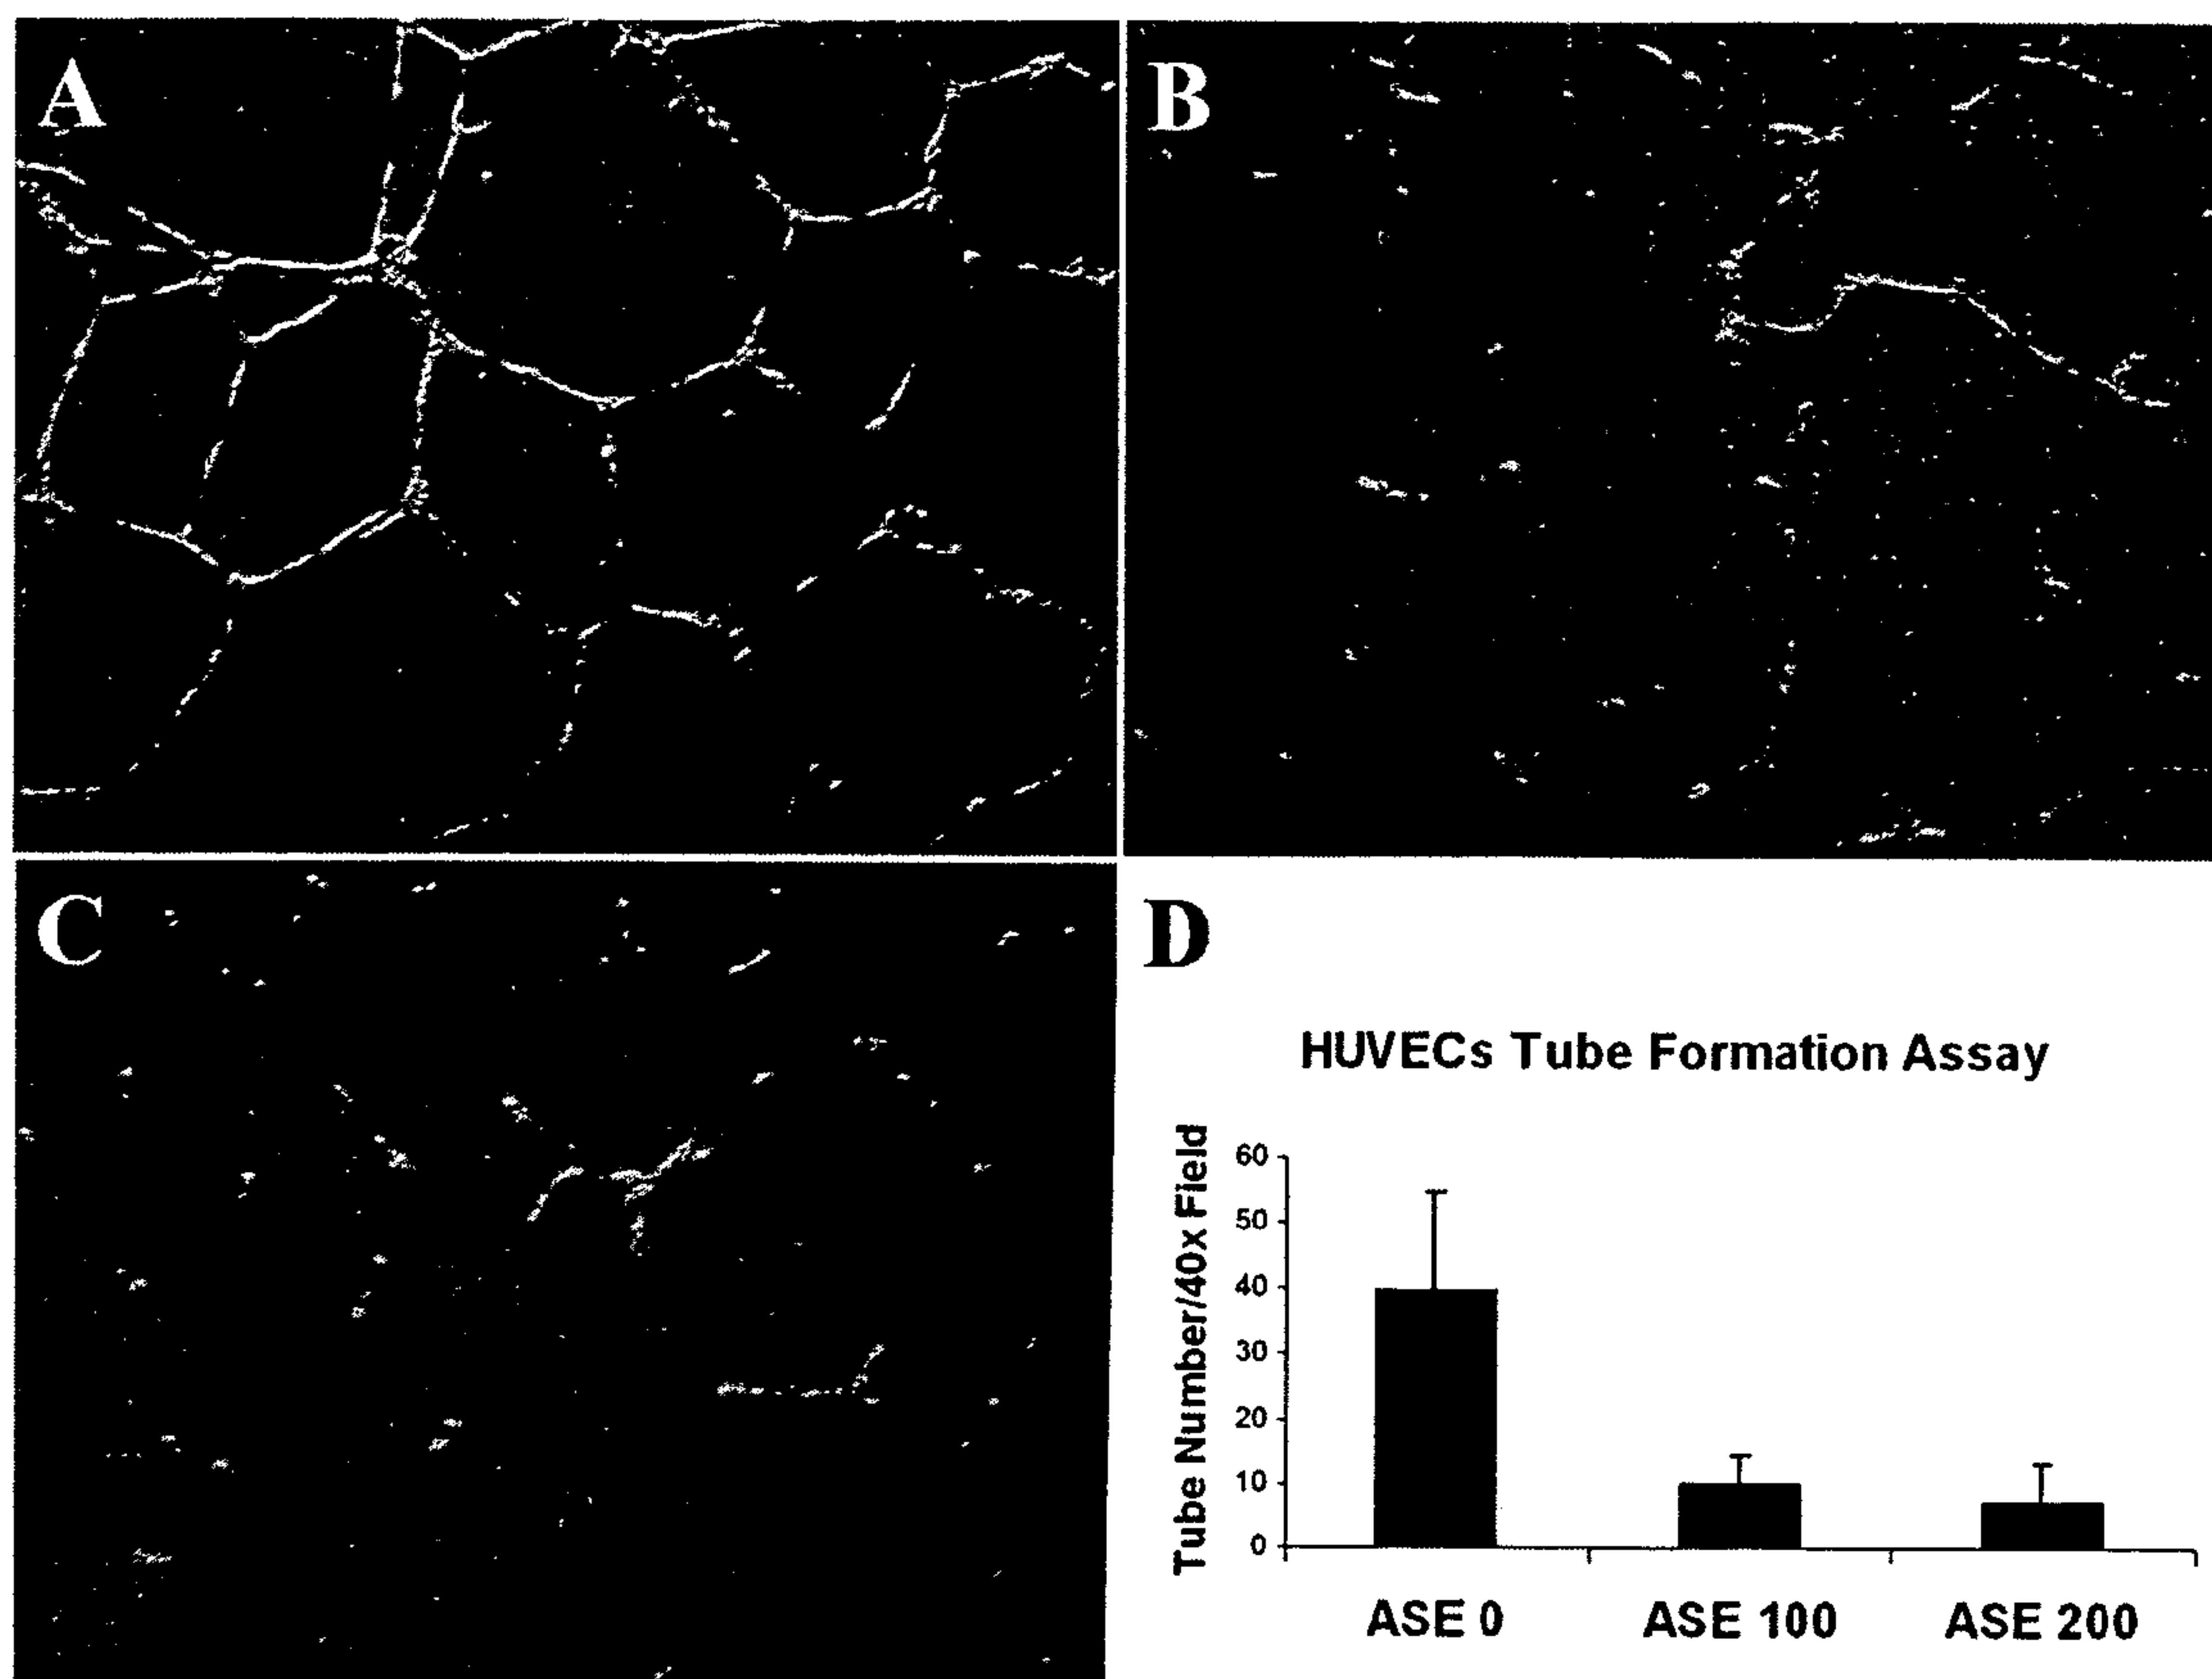 A
B
C
D
HUVECs Tube Formation Assay
Tube Number/40x Field
60
50
40
30
20
10
0
ASE 0
ASE 100
ASE 200